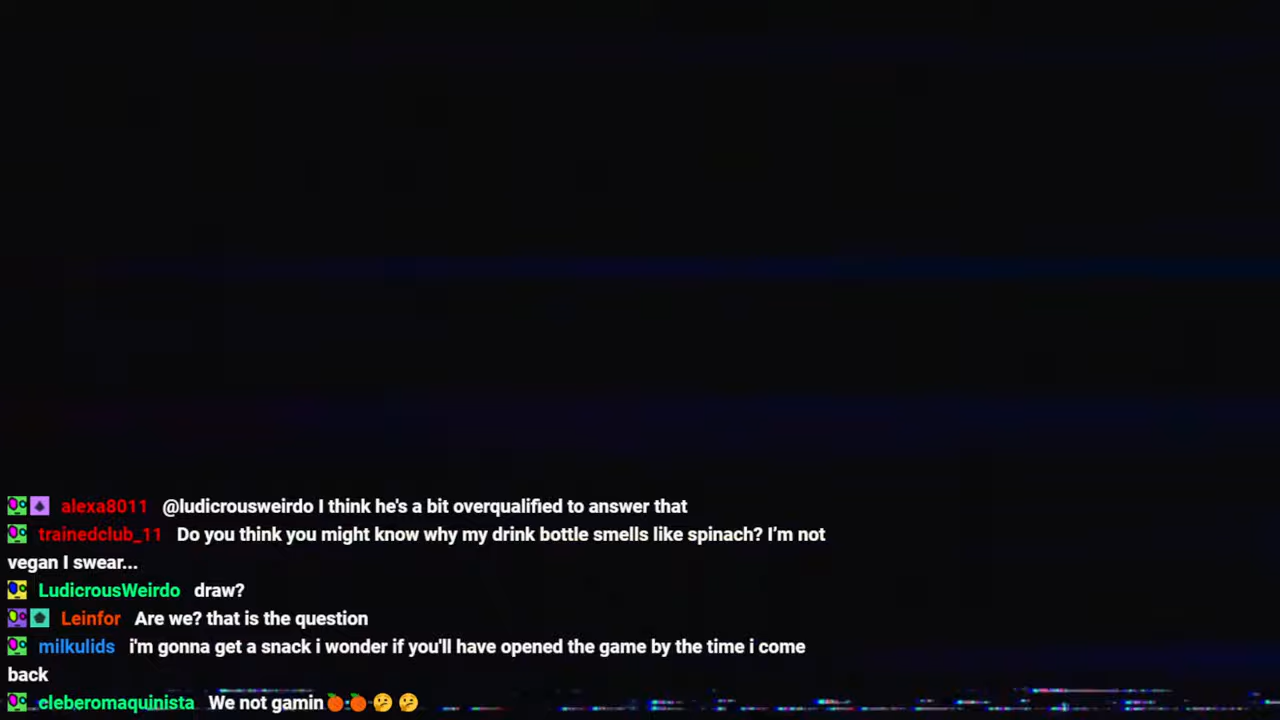 alexa8011 @ludicrousweirdo I think he's a bit overqualified to answer that
trainedclub_11 Do you think you might know why my drink bottle smells like spinach? I'm not
vegan I swear...
LudicrousWeirdo draw?
Leinfor Are we? that is the question
milkulids i'm gonna get a snack i wonder if you'll have opened the game by the time i come
back
cleberomaquinista We not gamin🍊🍊🤔🤔